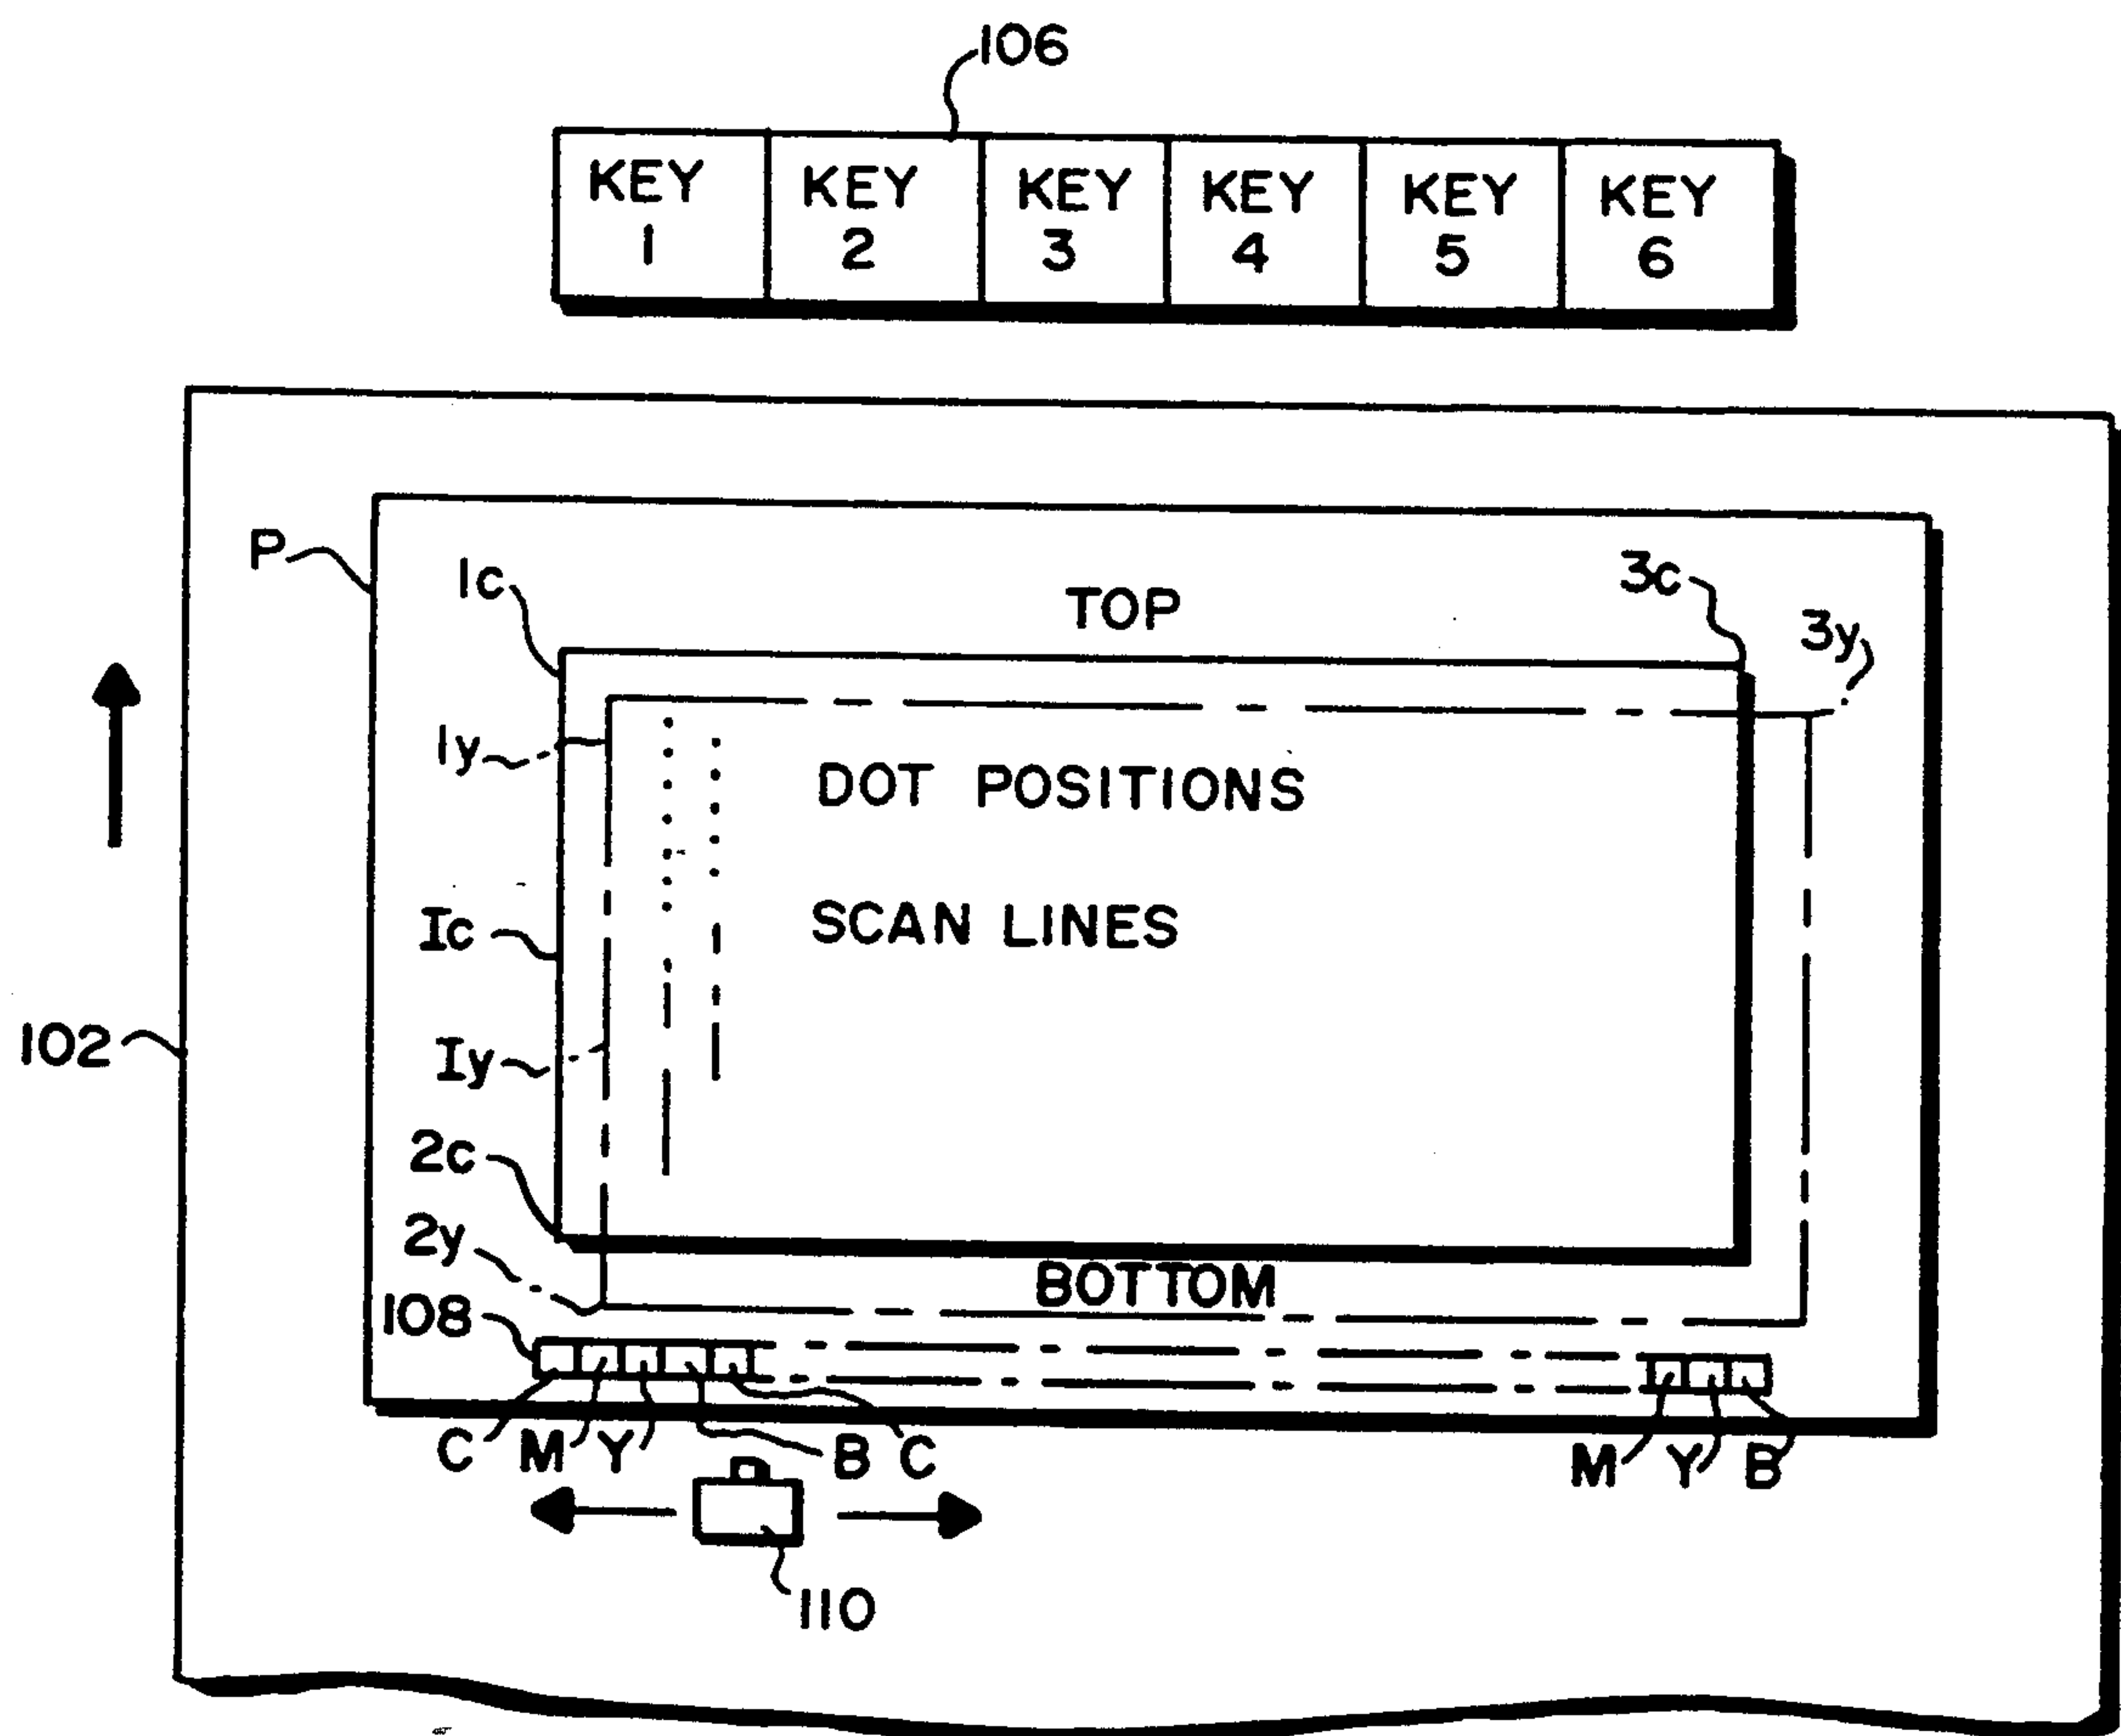 106
KEY 1
KEY 2
KEY 3
KEY 4
KEY 5
KEY 6
P
1c
TOP
3c
3y
1y
DOT POSITIONS
Ic
SCAN LINES
102
Iy
2c
2y
BOTTOM
108
C M Y B C M Y B
110